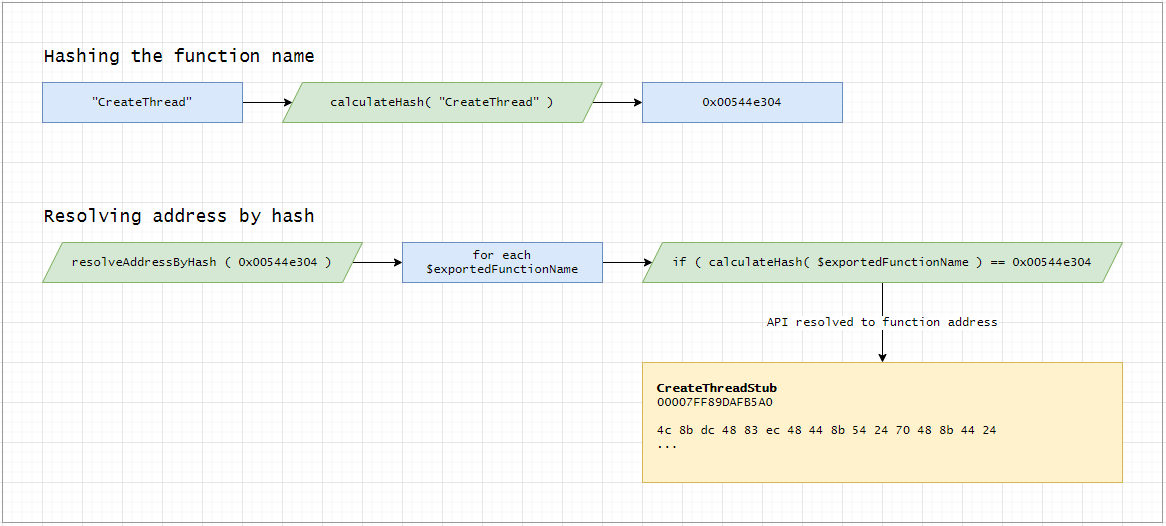 Hashing the function name
"CreateThread"
calculateHash( "CreateThread" )
0x00544e304
Resolving address by hash
resolveAddressByHash ( 0x00544e304 )
for each
$exportedFunctionName
if ( calculateHash( $exportedFunctionName ) == 0x00544e304
API resolved to function address
CreateThreadStub
00007FF89DAFB5A0
4c 8b dc 48 83 ec 48 44 8b 54 24 70 48 8b 44 24
...